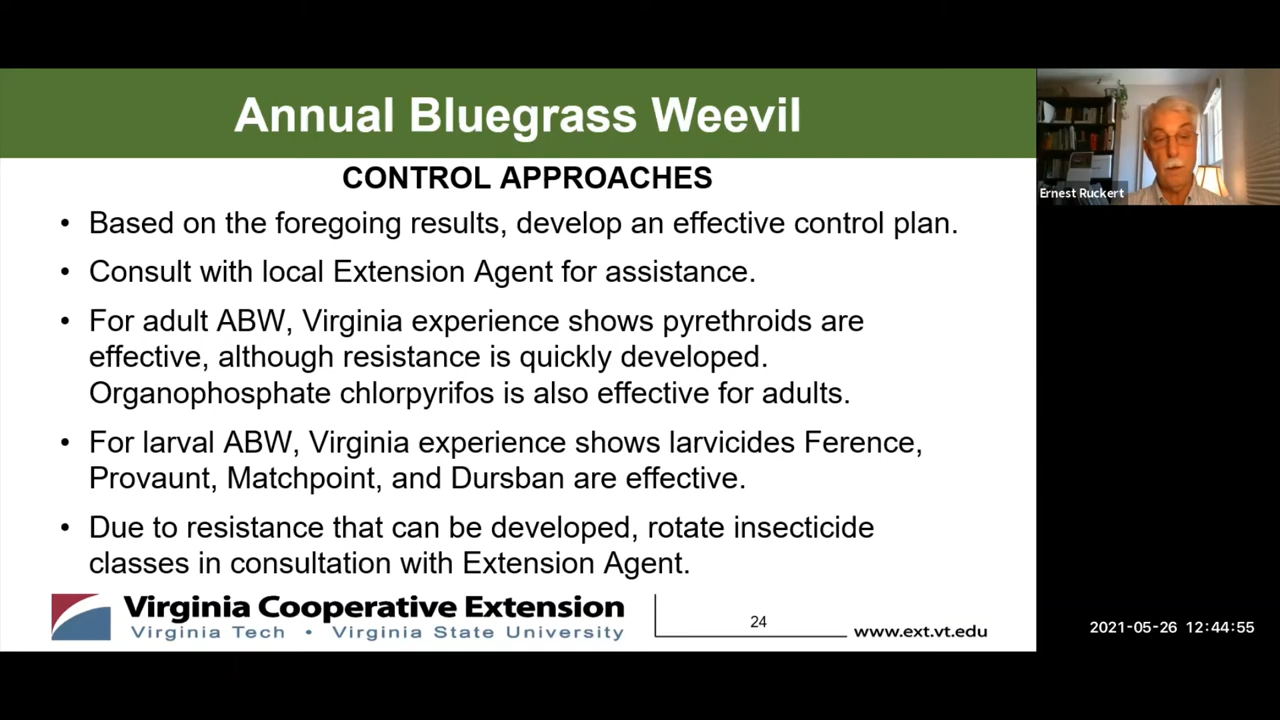 Annual Bluegrass Weevil
CONTROL APPROACHES
• Based on the foregoing results, develop an effective control plan.
• Consult with local Extension Agent for assistance.
• For adult ABW, Virginia experience shows pyrethroids are
effective, although resistance is quickly developed.
Organophosphate chlorpyrifos is also effective for adults.
• For larval ABW, Virginia experience shows larvicides Ference,
Provaunt, Matchpoint, and Dursban are effective.
• Due to resistance that can be developed, rotate insecticide
classes in consultation with Extension Agent.
Virginia Cooperative Extension
Virginia Tech • Virginia State University
24
www.ext.vt.edu
Ernest Ruckert
2021-05-26 12:44:55